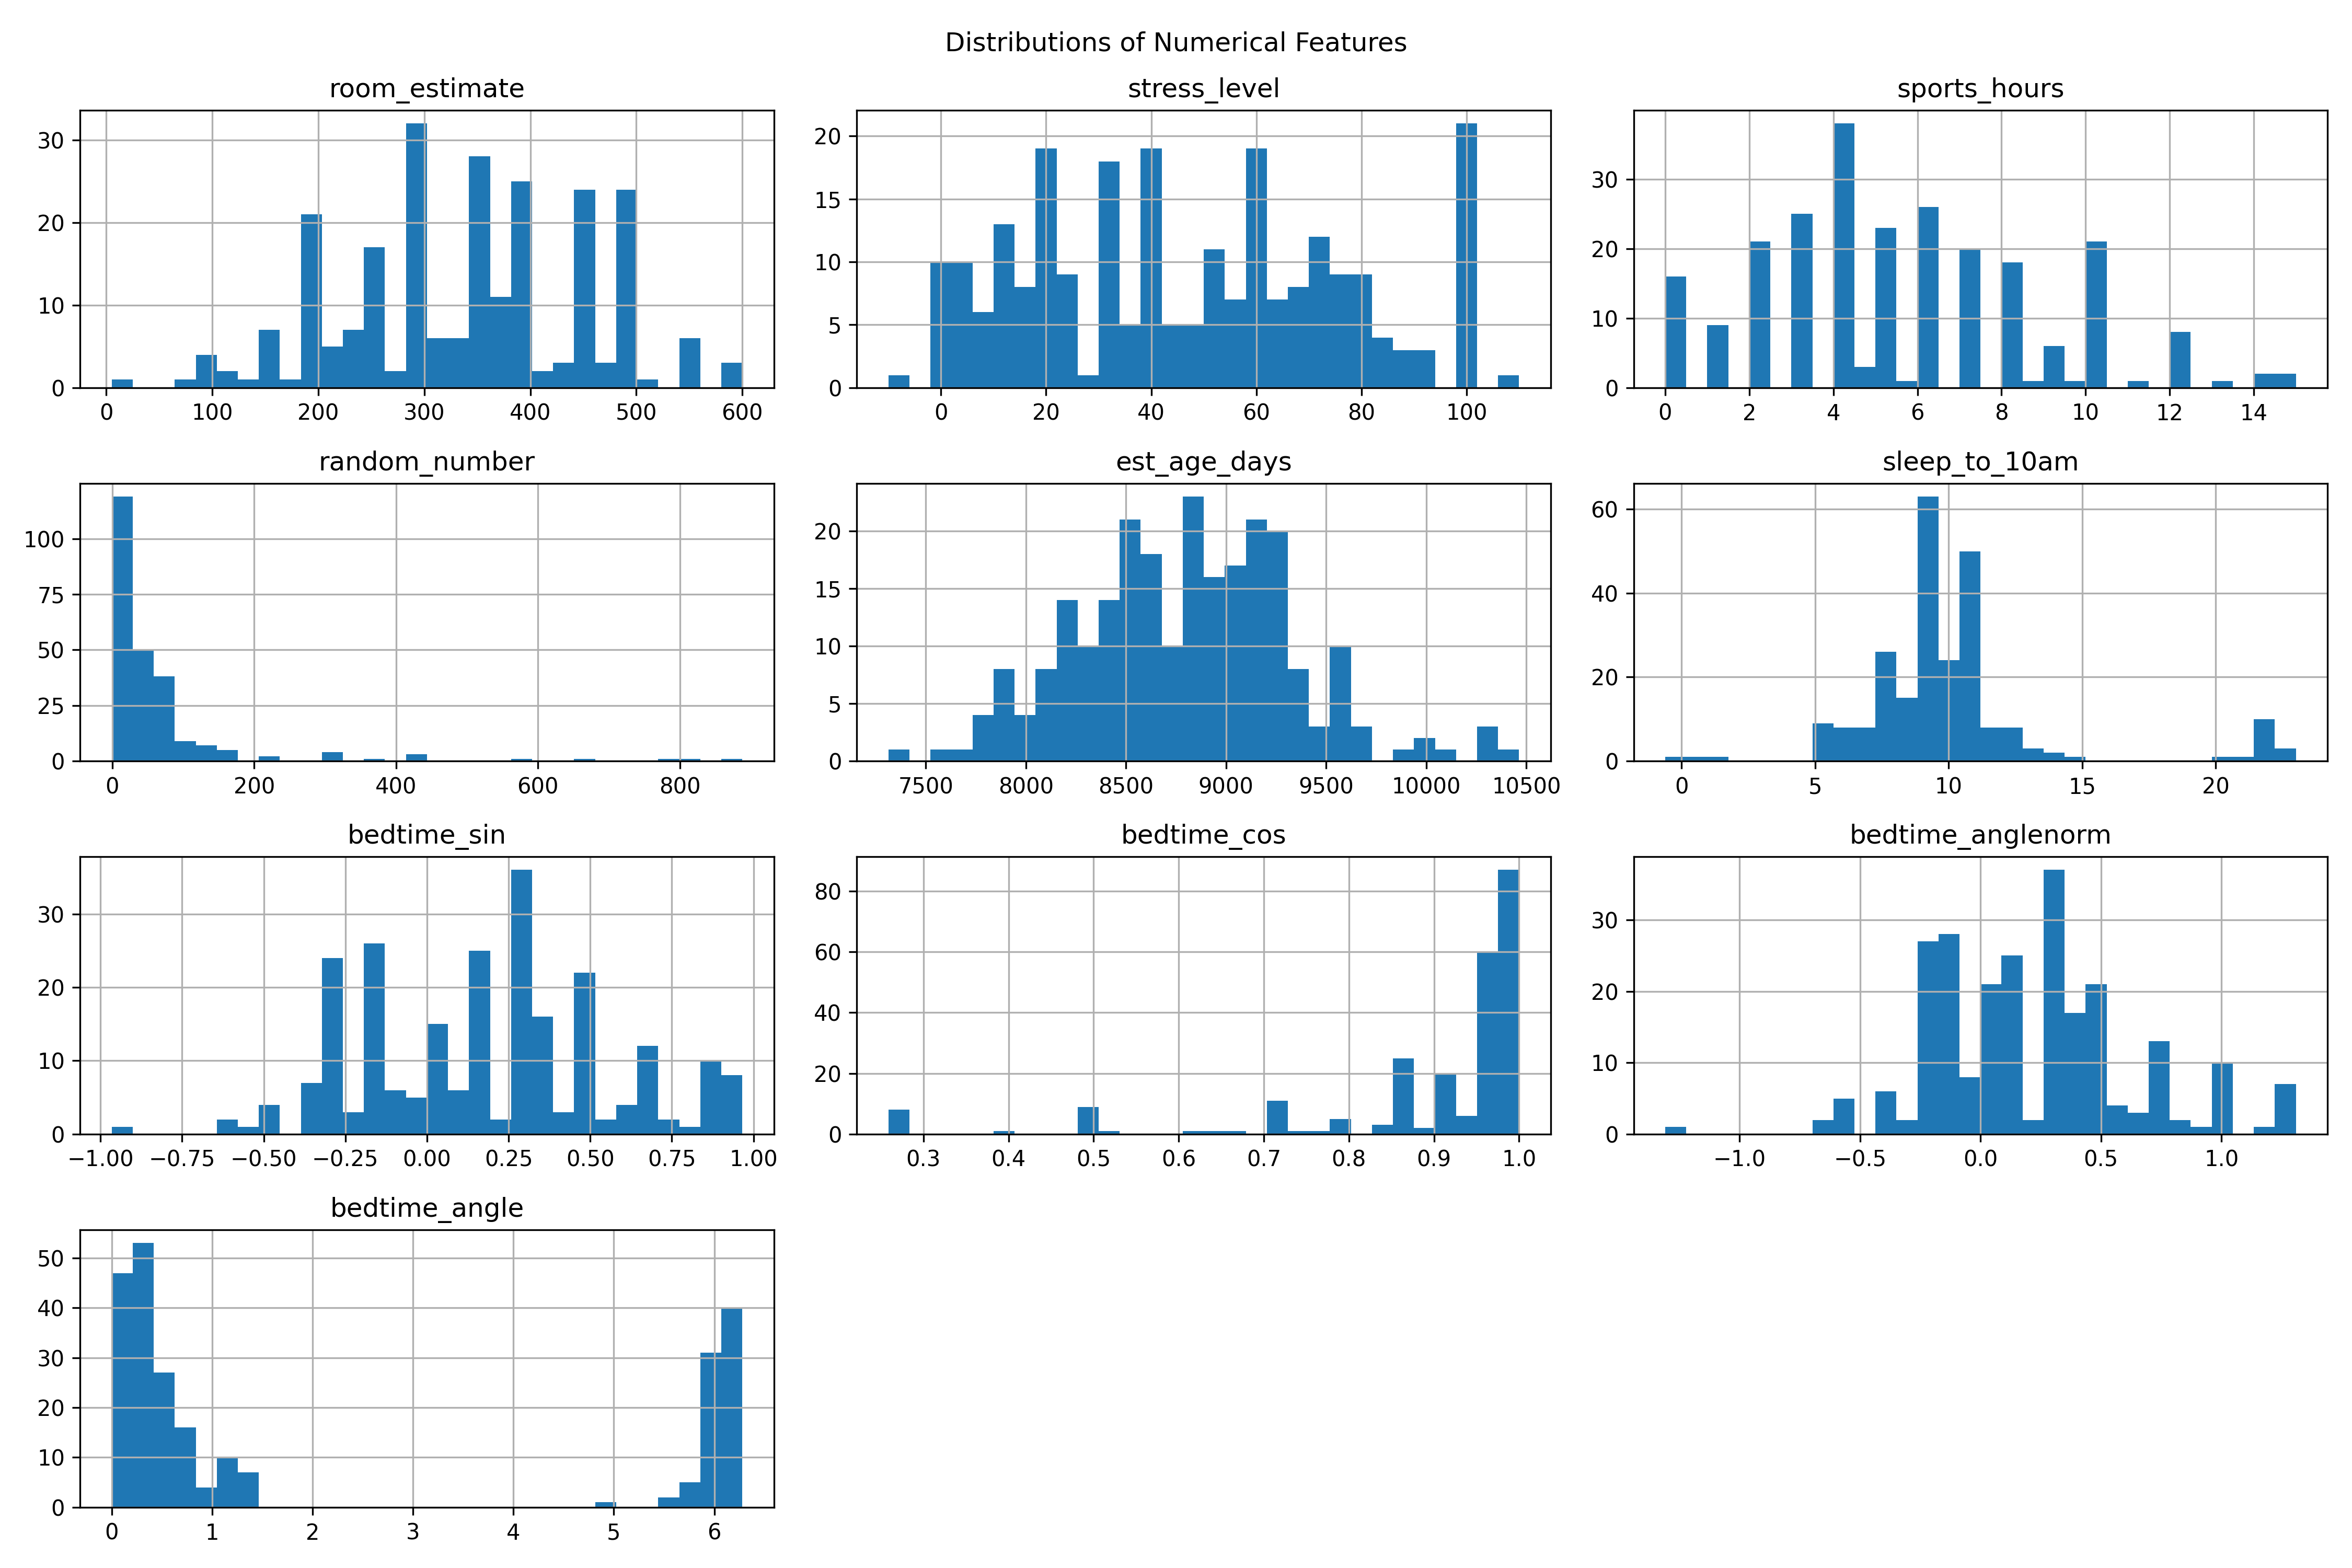 Distributions of Numerical Features
room_estimate
30
20
10
0
0 100 200 300 400 500 600
stress_level
20
15
10
5
0
0 20 40 60 80 100
sports_hours
30
20
10
0
0 2 4 6 8 10 12 14
random_number
100
75
50
25
0
0 200 400 600 800
est_age_days
20
15
10
5
0
7500 8000 8500 9000 9500 10000 10500
sleep_to_10am
60
40
20
0
0 5 10 15 20
bedtime_sin
30
20
10
0
−1.00 −0.75 −0.50 −0.25 0.00 0.25 0.50 0.75 1.00
bedtime_cos
80
60
40
20
0
0.3 0.4 0.5 0.6 0.7 0.8 0.9 1.0
bedtime_anglenorm
30
20
10
0
−1.0 −0.5 0.0 0.5 1.0
bedtime_angle
50
40
30
20
10
0
0 1 2 3 4 5 6